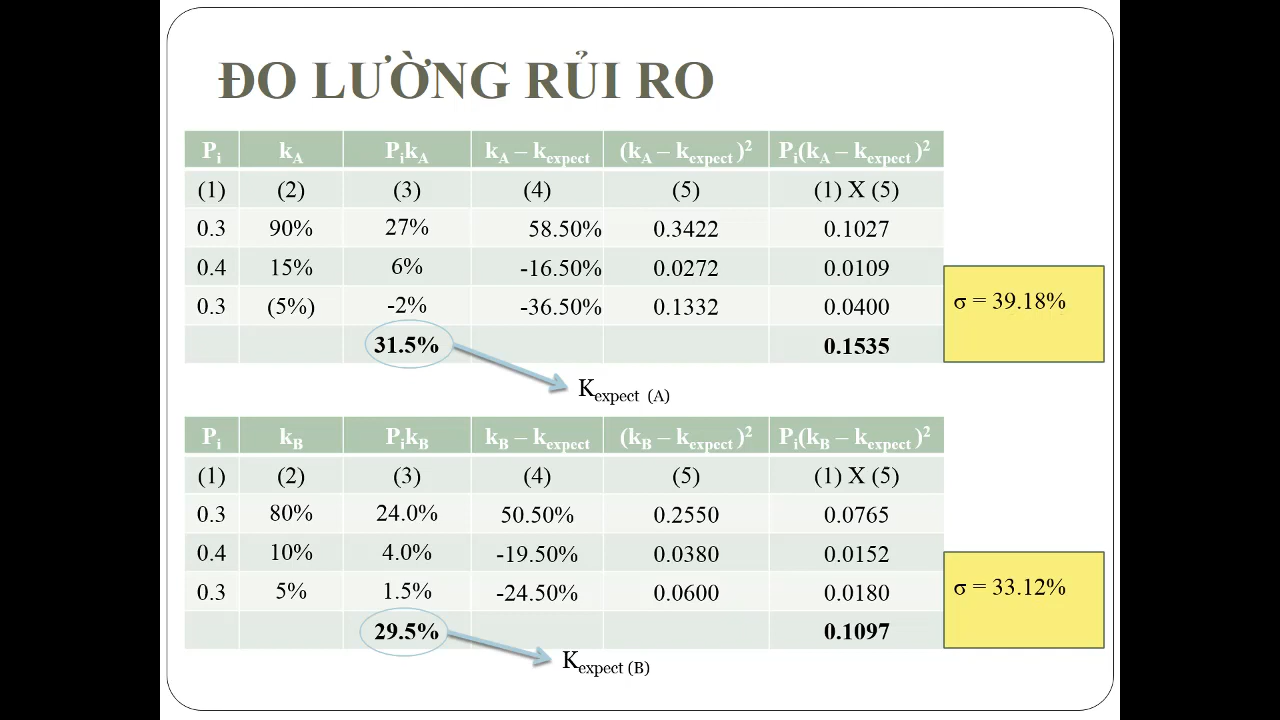 ĐO LƯỜNG RỦI RO
Pi kA PikA kA – kexpect (kA – kexpect )2 Pi(kA – kexpect )2
(1) (2) (3) (4) (5) (1) X (5)
0.3 90% 27% 58.50% 0.3422 0.1027
0.4 15% 6% -16.50% 0.0272 0.0109
0.3 (5%) -2% -36.50% 0.1332 0.0400
31.5% 0.1535
σ = 39.18%
Kexpect (A)
Pi kB PikB kB – kexpect (kB – kexpect )2 Pi(kB – kexpect )2
(1) (2) (3) (4) (5) (1) X (5)
0.3 80% 24.0% 50.50% 0.2550 0.0765
0.4 10% 4.0% -19.50% 0.0380 0.0152
0.3 5% 1.5% -24.50% 0.0600 0.0180
29.5% 0.1097
σ = 33.12%
Kexpect (B)